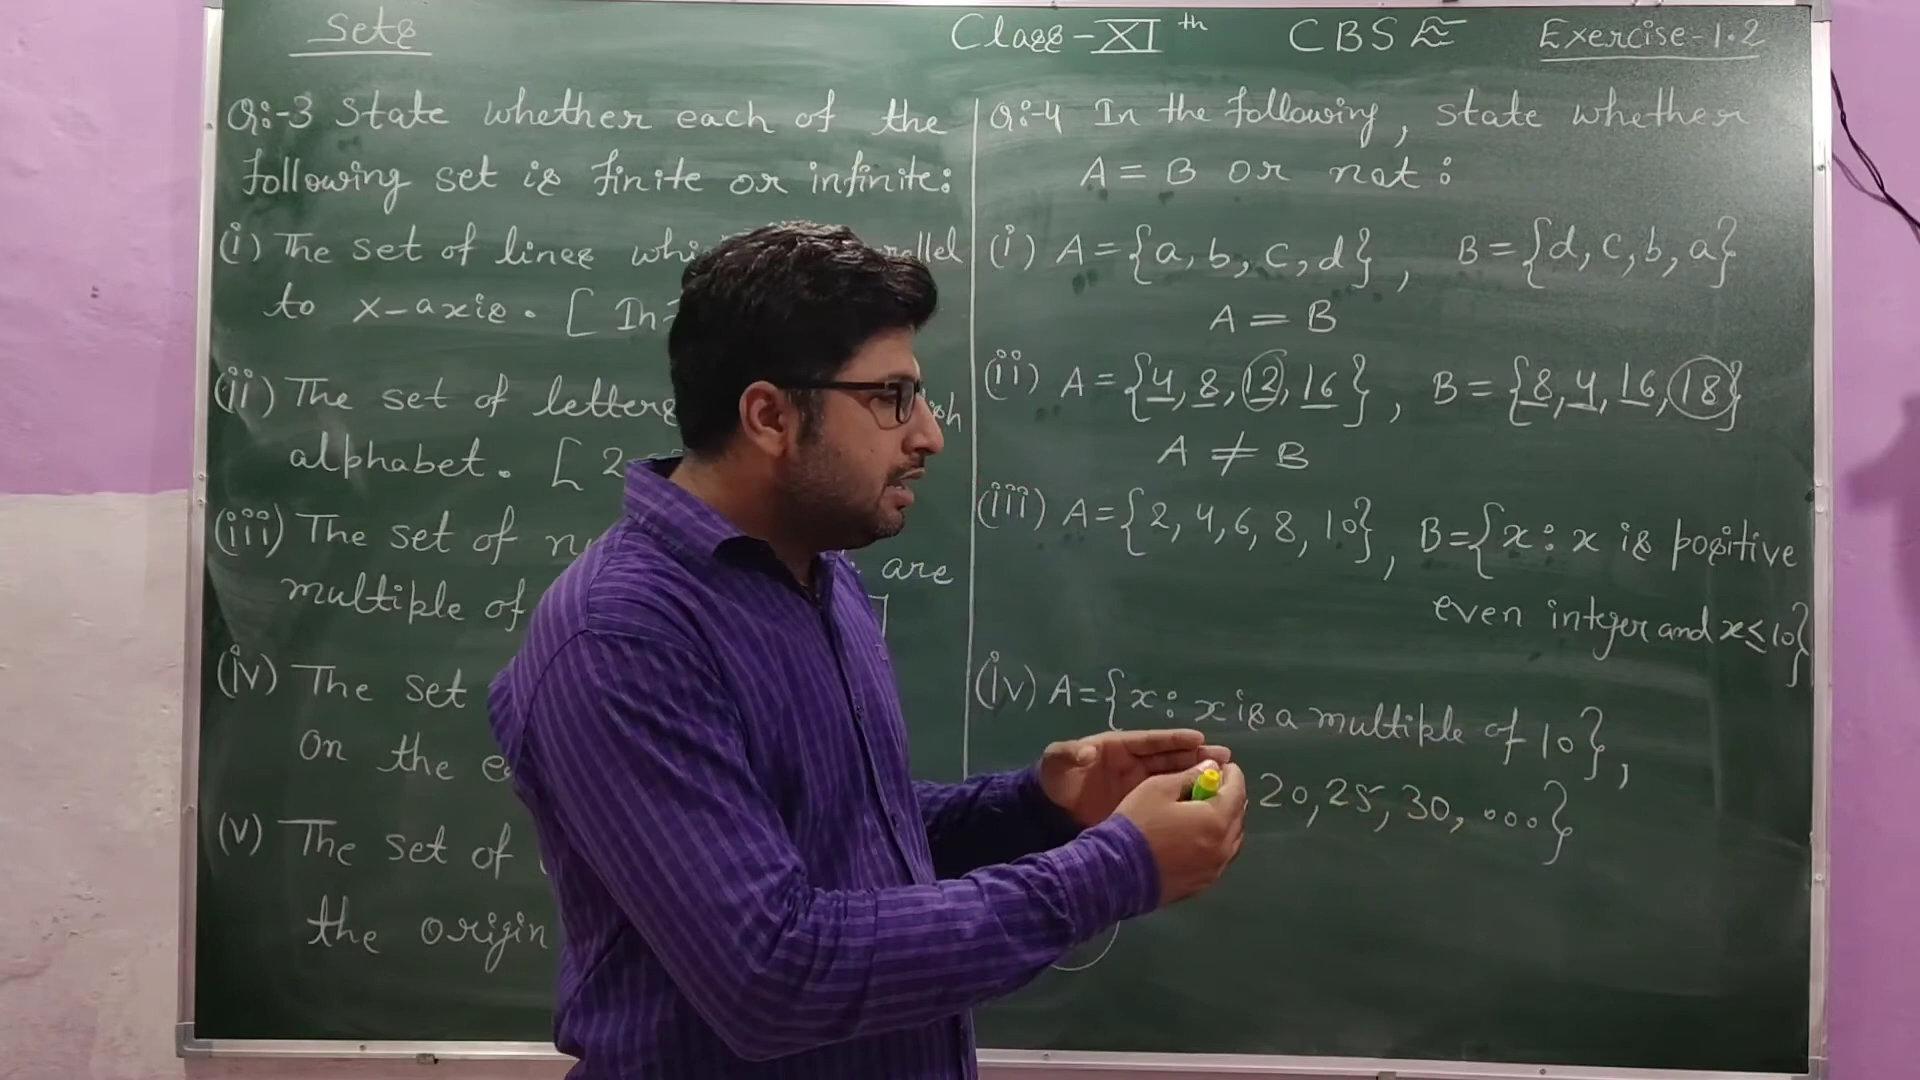 Sets
Class-XIth CBSE Exercise-1.2
Q:-3 State whether each of the
following set is finite or infinite:
(i) The set of lines
to x-axis. [
(ii) The set of letters
alphabet. [
(iii) The set of are
multiple of ]
(iv) The set
on the
(v) The set of
the origin
Q:-4 In the following, state whether
A = B or not:
(i) A={a,b,c,d}, B={d,c,b,a}
A = B
(ii) A={4,8,12,16}, B={8,4,16,18}
A ≠ B
(iii) A={2,4,6,8,10}, B={x:x is positive
even integer and x≤10}
(iv) A={x:x is a multiple of 10},
20,25,30,...}